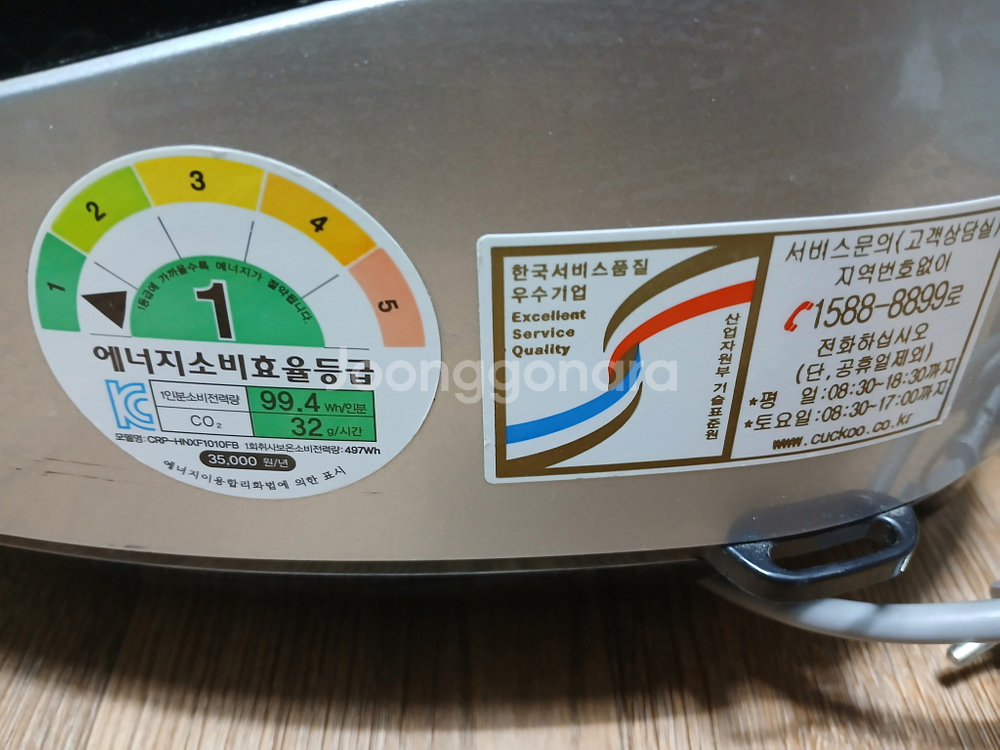 1
2
3
4
5
1등급에 가까울수록 에너지가 절약됩니다.
1
에너지소비효율등급
1인분소비전력량 99.4 Wh/인분
CO₂ 32 g/시간
모델명: CRP-HNXF1010FB 1회취사보온소비전력량: 497Wh
35,000 원/년
에너지이용합리화법에 의한 표시
한국서비스품질
우수기업
Excellent
Service
Quality
산업자원부 기술표준원
서비스문의(고객상담실)
지역번호없이
1588-8899로
전화하십시오
(단, 공휴일제외)
★평 일:08:30~18:30까지
★토요일:08:30~17:00까지
www.cuckoo.co.kr
bbonggonara